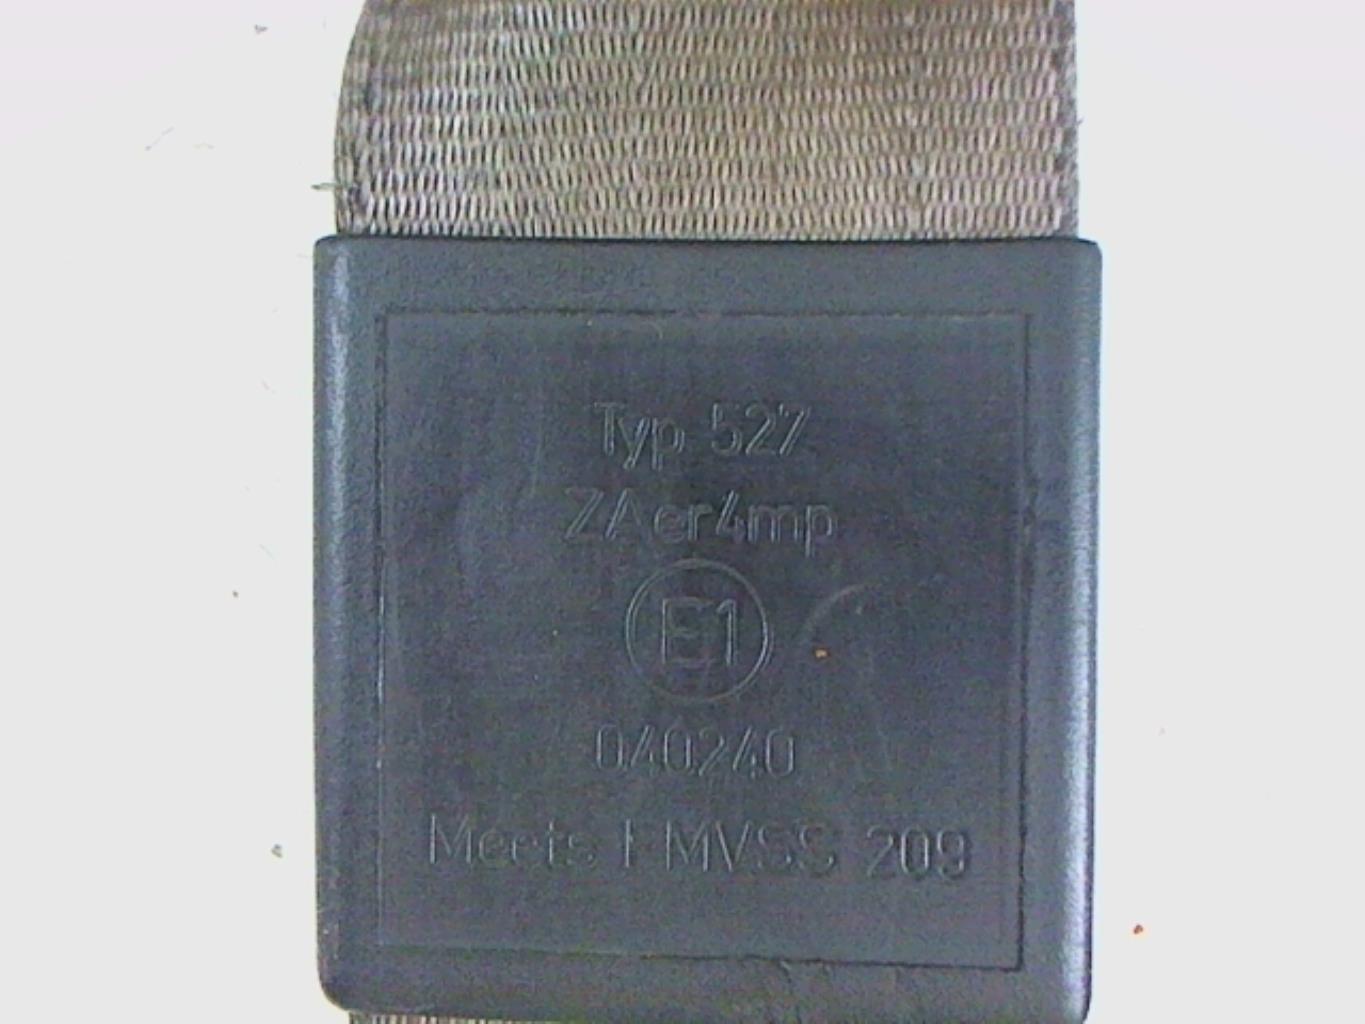 Typ 527
ZAer4mp
E1
040240
Meets FMVSS 209